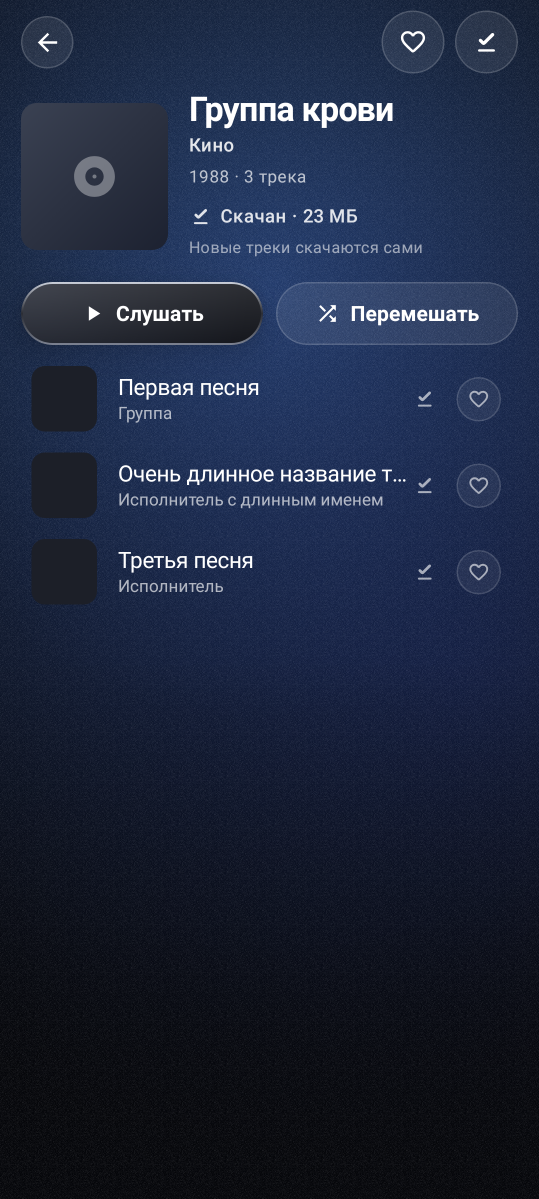 Группа крови
Кино
1988 · 3 трека
Скачан · 23 МБ
Новые треки скачаются сами
Слушать
Перемешать
Первая песня
Группа
Очень длинное название т…
Исполнитель с длинным именем
Третья песня
Исполнитель